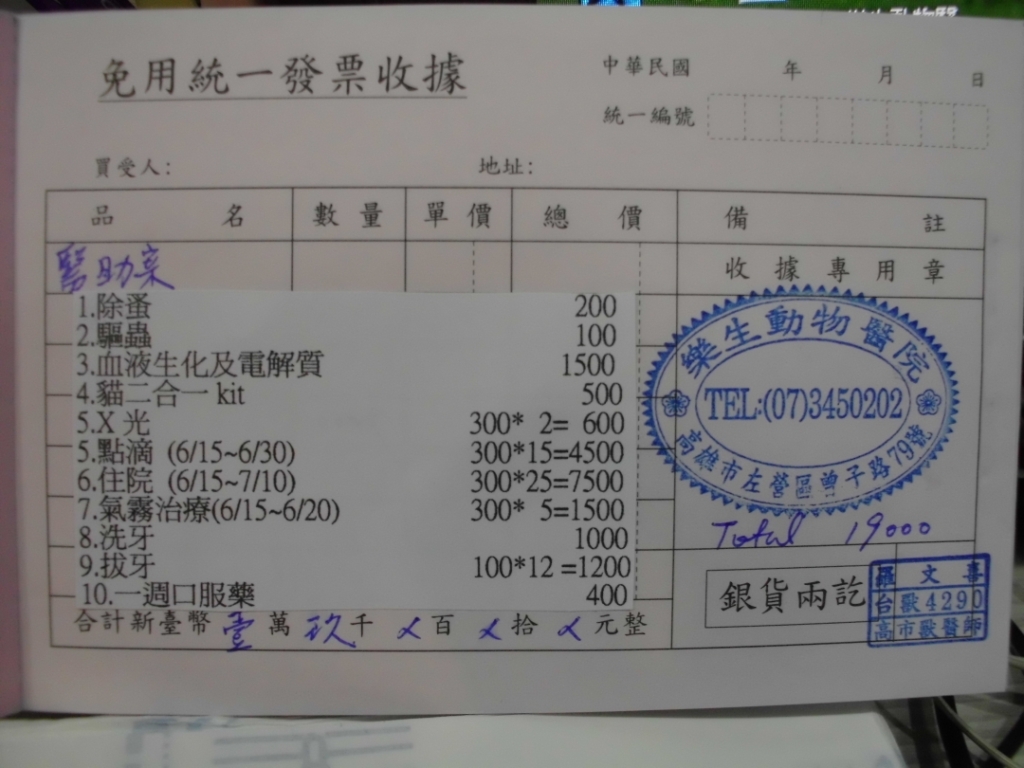 免用統一發票收據
中華民國 年 月 日
統一編號
買受人: 地址:
品名 數量 單價 總價 備註
醫助案
收據專用章
1.除蚤 200
2.驅蟲 100
3.血液生化及電解質 1500
4.貓二合一 kit 500
5.X 光 300* 2= 600
5.點滴 (6/15~6/30) 300*15=4500
6.住院 (6/15~7/10) 300*25=7500
7.氣霧治療(6/15~6/20) 300* 5=1500
8.洗牙 1000
9.拔牙 100*12 =1200
10.一週口服藥 400
樂生動物醫院
TEL:(07)3450202
高雄市左營區曾子路79號
Total 19000
銀貨兩訖
羅文喜
台獸4290
高市獸醫師
合計新臺幣 壹 萬 玖 千 ㄨ 百 ㄨ 拾 ㄨ 元整